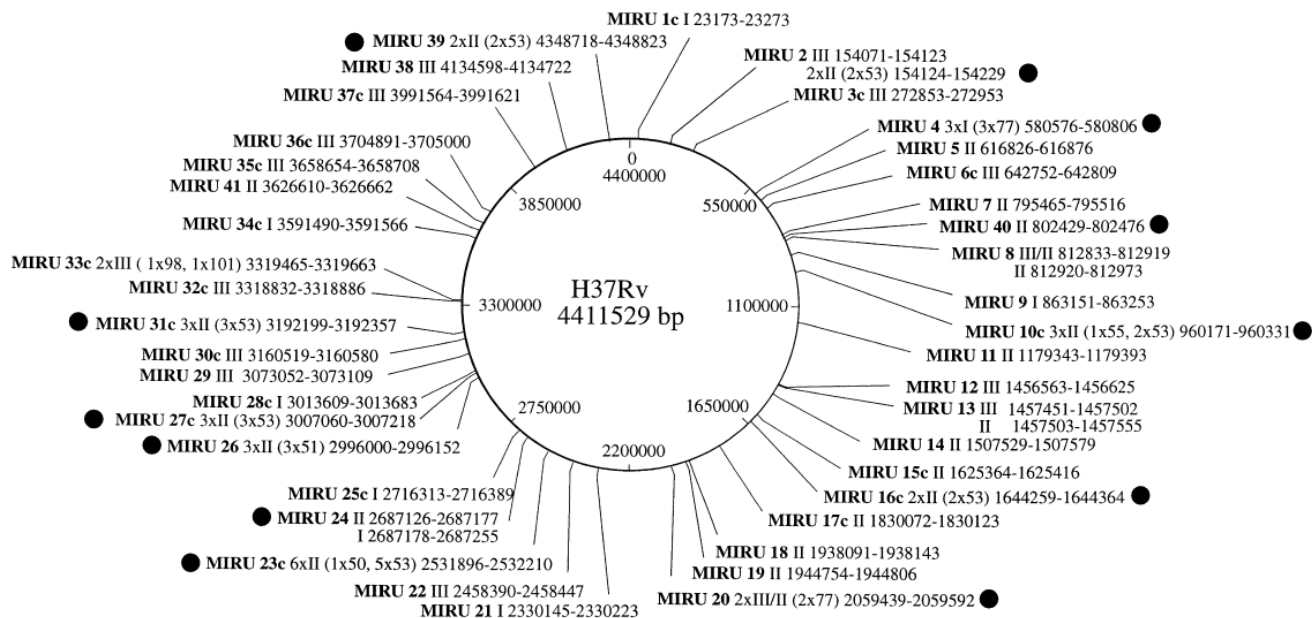 MIRU 1c I 23173-23273
MIRU 2 III 154071-154123
2xII (2x53) 154124-154229
MIRU 3c III 272853-272953
MIRU 4 3xI (3x77) 580576-580806
MIRU 5 II 616826-616876
MIRU 6c III 642752-642809
MIRU 7 II 795465-795516
MIRU 40 II 802429-802476
MIRU 8 III/II 812833-812919
II 812920-812973
MIRU 9 I 863151-863253
MIRU 10c 3xII (1x55, 2x53) 960171-960331
MIRU 11 II 1179343-1179393
MIRU 12 III 1456563-1456625
MIRU 13 III 1457451-1457502
II 1457503-1457555
MIRU 14 II 1507529-1507579
MIRU 15c II 1625364-1625416
MIRU 16c 2xII (2x53) 1644259-1644364
MIRU 17c II 1830072-1830123
MIRU 18 II 1938091-1938143
MIRU 19 II 1944754-1944806
MIRU 20 2xIII/II (2x77) 2059439-2059592
MIRU 21 I 2330145-2330223
MIRU 22 III 2458390-2458447
MIRU 23c 6xII (1x50, 5x53) 2531896-2532210
MIRU 24 II 2687126-2687177
I 2687178-2687255
MIRU 25c I 2716313-2716389
MIRU 26 3xII (3x51) 2996000-2996152
MIRU 27c 3xII (3x53) 3007060-3007218
MIRU 28c I 3013609-3013683
MIRU 29 III 3073052-3073109
MIRU 30c III 3160519-3160580
MIRU 31c 3xII (3x53) 3192199-3192357
MIRU 32c III 3318832-3318886
MIRU 33c 2xIII ( 1x98, 1x101) 3319465-3319663
MIRU 34c I 3591490-3591566
MIRU 41 II 3626610-3626662
MIRU 35c III 3658654-3658708
MIRU 36c III 3704891-3705000
MIRU 37c III 3991564-3991621
MIRU 38 III 4134598-4134722
MIRU 39 2xII (2x53) 4348718-4348823
0
4400000
550000
1100000
1650000
2200000
2750000
3300000
3850000
H37Rv
4411529 bp